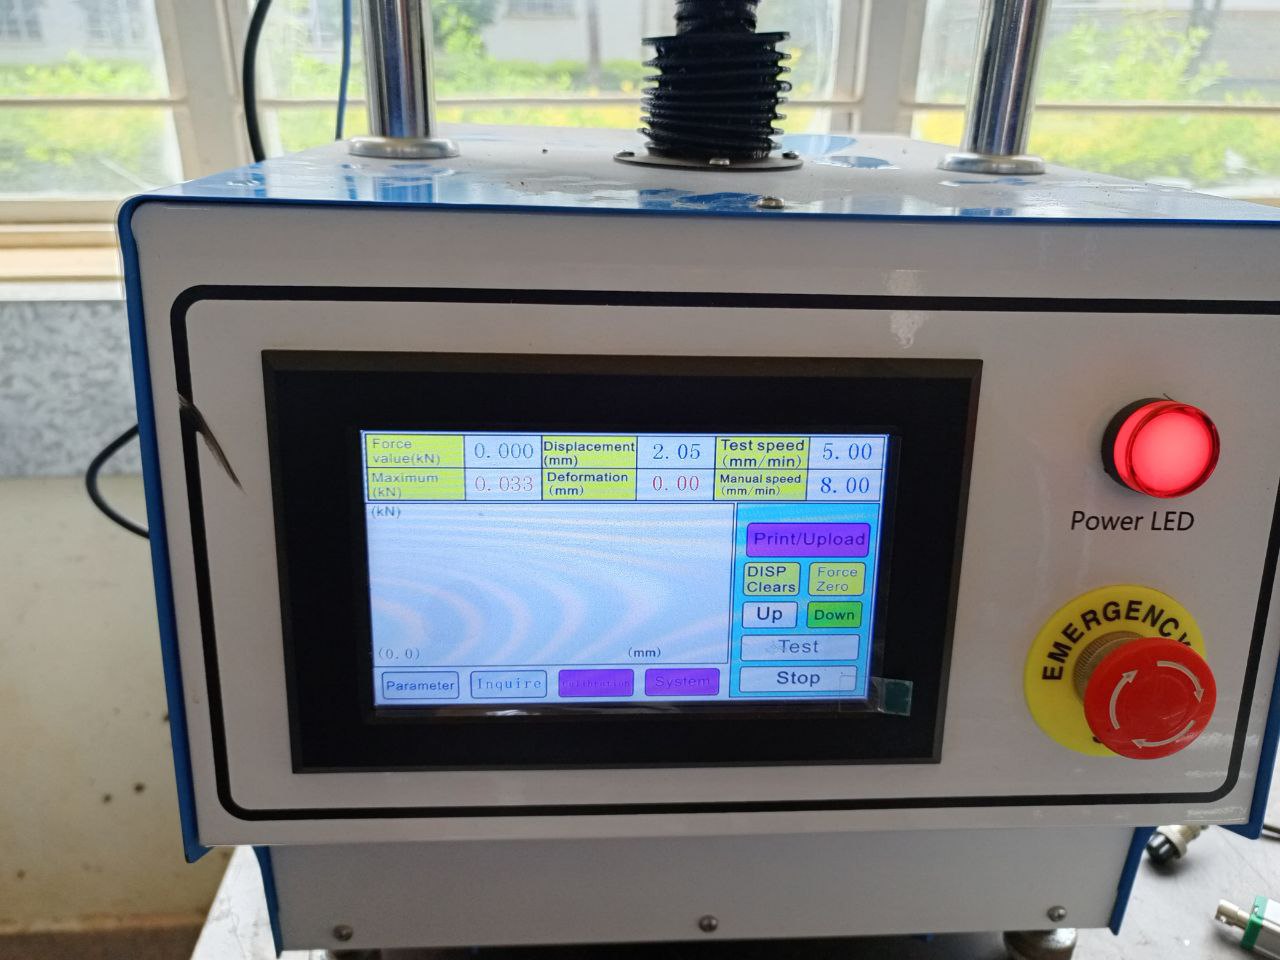 Force
value(kN)
0.000
Displacement
(mm)
2.05
Test speed
(mm/min)
5.00
Maximum
(kN)
0.033
Deformation
(mm)
0.00
Manual speed
(mm/min)
8.00
(kN)
(0.0)
(mm)
Print/Upload
DISP
Clears
Force
Zero
Up
Down
Test
Stop
Parameter
Inquire
Calibration
System
Power LED
EMERGENCY